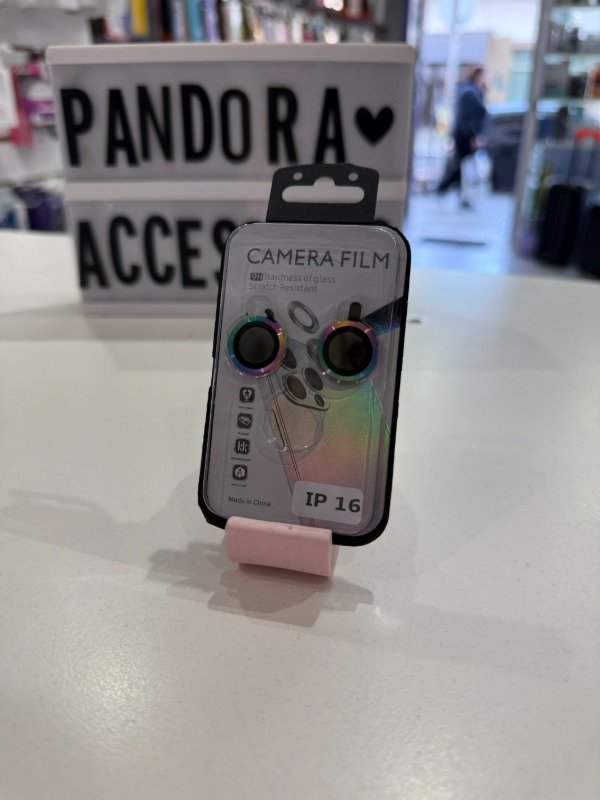 PANDORA♥
ACCES
CAMERA FILM
9H hardness of glass
Scratch Resistant
Made in China
IP 16